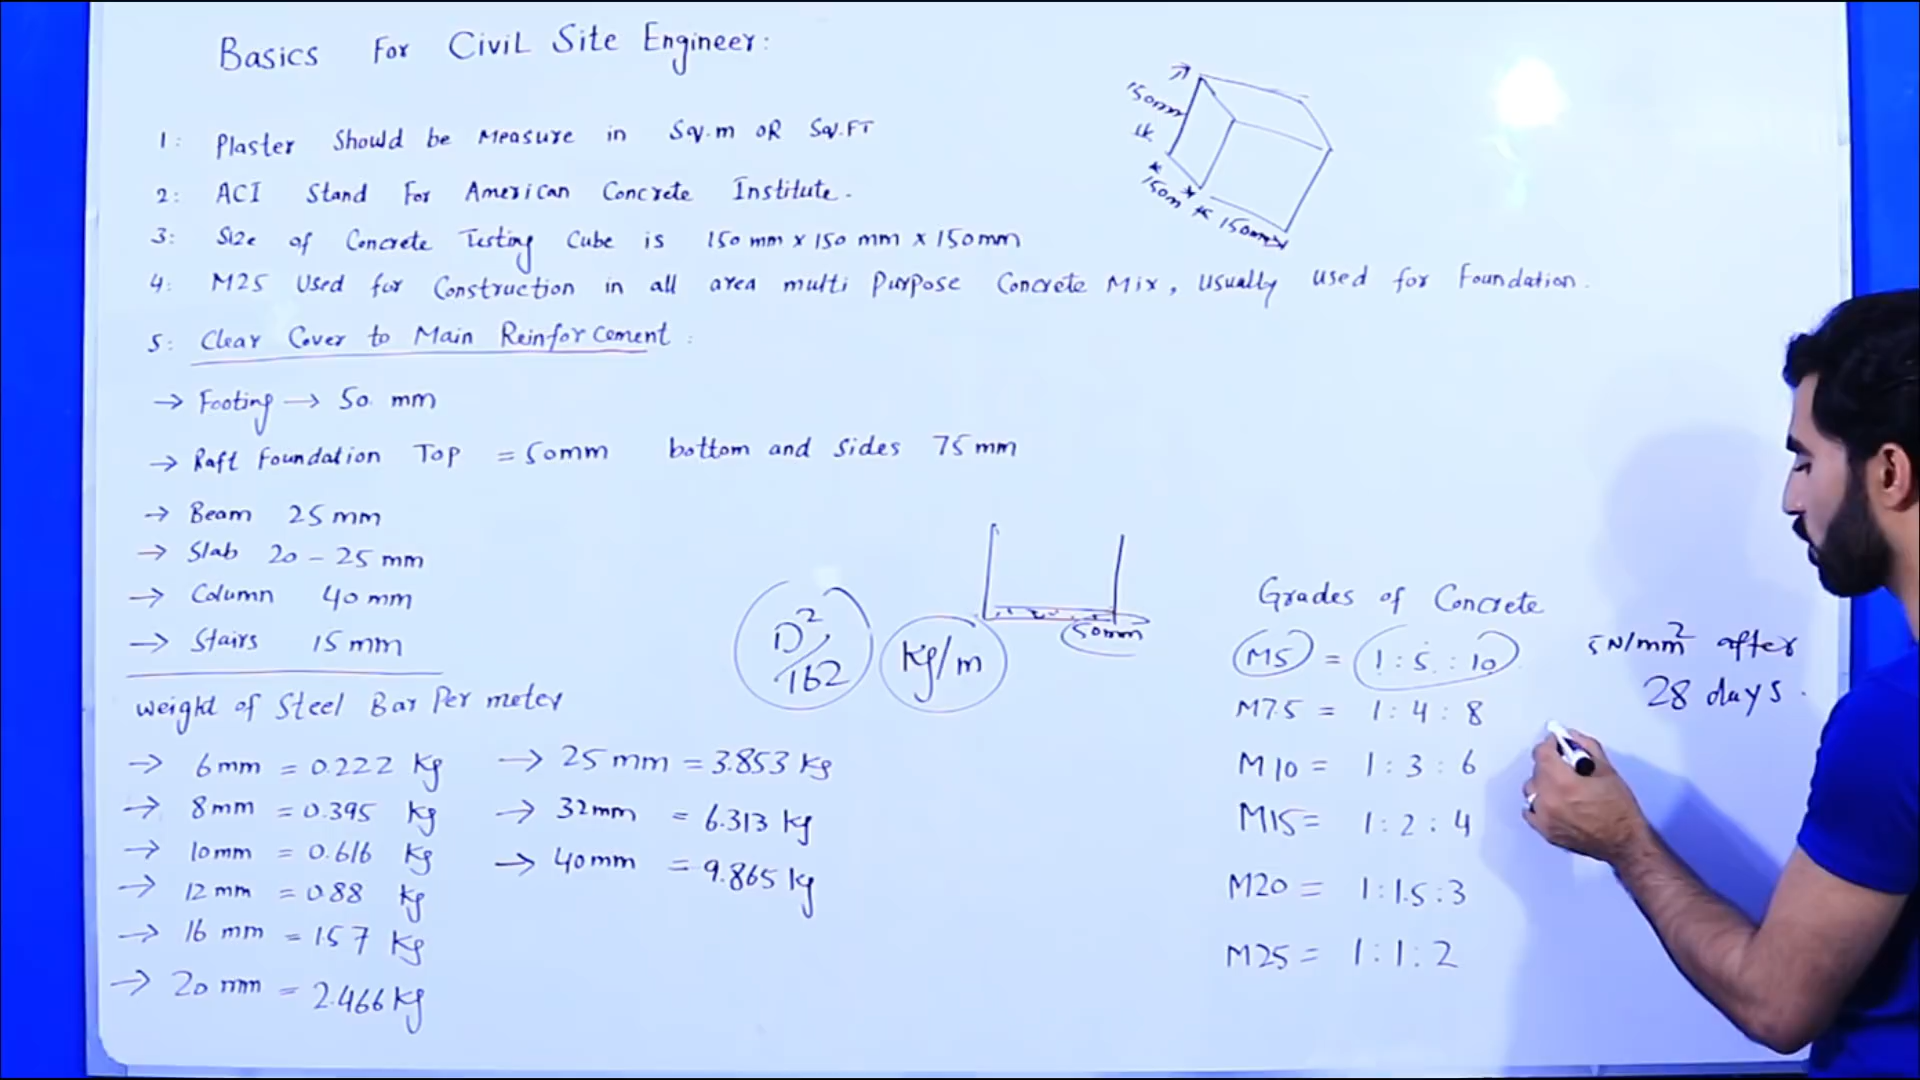 Basics For Civil Site Engineer:
1: Plaster Should be Measure in Sq.m OR Sq.FT
2: ACI Stand For American Concrete Institute.
3: Size of Concrete Testing Cube is 150 mm x 150 mm x 150mm
4: M25 Used for Construction in all area multi Purpose Concrete Mix, Usually used for Foundation.
5: Clear Cover to Main Reinforcement:
→ Footing → 50 mm
→ Raft Foundation Top = 50mm bottom and Sides 75 mm
→ Beam 25 mm
→ Slab 20 - 25 mm
→ Column 40 mm
→ Stairs 15 mm
Weight of Steel Bar Per meter
→ 6mm = 0.222 Kg
→ 8mm = 0.395 Kg
→ 10mm = 0.616 Kg
→ 12 mm = 0.88 Kg
→ 16 mm = 1.57 Kg
→ 20 mm = 2.466 Kg
→ 25 mm = 3.853 Kg
→ 32mm = 6.313 Kg
→ 40mm = 9.865 Kg
D²/162 Kg/m
50mm
150mm
150m
150mm
Grades of Concrete
M5 = 1:5:10
5N/mm² after
28 days.
M7.5 = 1:4:8
M10 = 1:3:6
M15 = 1:2:4
M20 = 1:1.5:3
M25 = 1:1:2